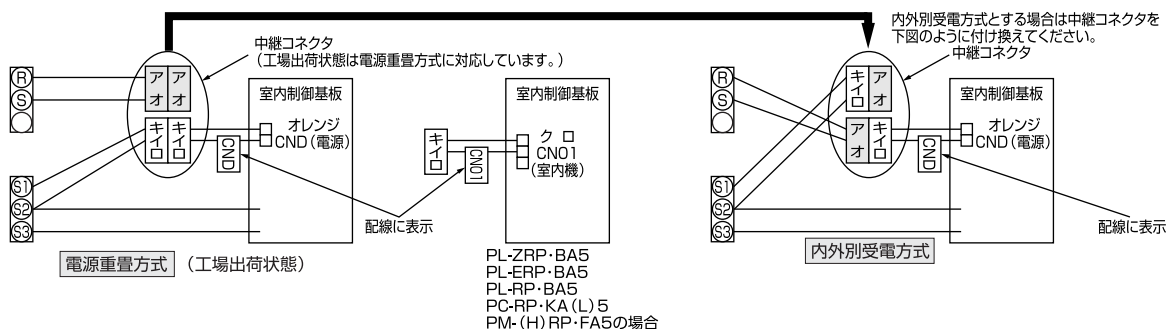 中継コネクタ
(工場出荷状態は電源重畳方式に対応しています。)
R
S
アオ
アオ
キイロ
キイロ
室内制御基板
オレンジ
CND(電源)
CND
S1
S2
S3
電源重畳方式 (工場出荷状態)
配線に表示
キイロ
CN01
室内制御基板
クロ
CN01
(室内機)
PL-ZRP・BA5
PL-ERP・BA5
PL-RP・BA5
PC-RP・KA(L)5
PM-(H)RP・FA5の場合
内外別受電方式とする場合は中継コネクタを
下図のように付け換えてください。
中継コネクタ
R
S
キイロ
アオ
アオ
キイロ
室内制御基板
オレンジ
CND(電源)
CND
S1
S2
S3
内外別受電方式
配線に表示